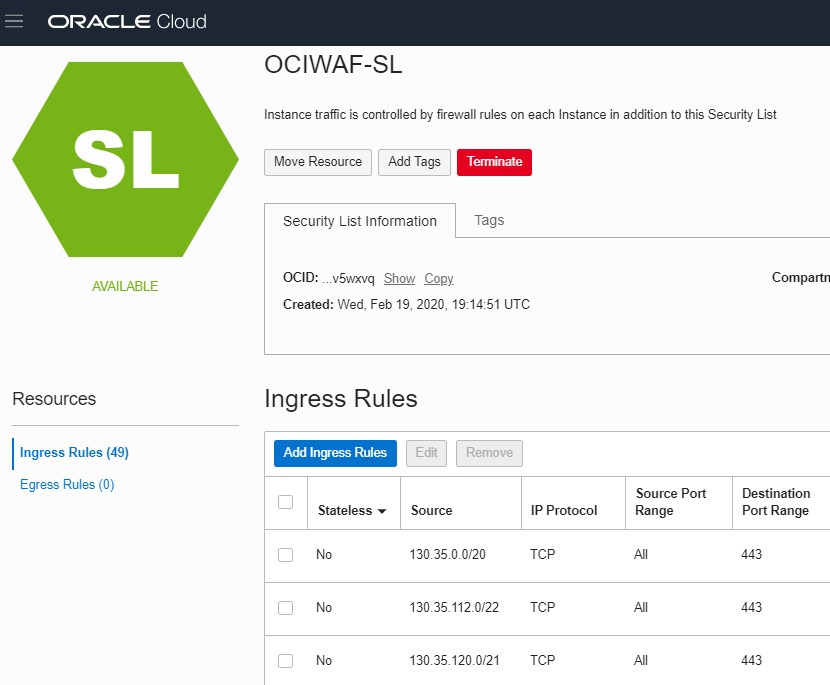 ORACLE Cloud
SL
AVAILABLE
OCIWAF-SL
Instance traffic is controlled by firewall rules on each Instance in addition to this Security List
Move Resource Add Tags Terminate
Security List Information Tags
OCID: ...v5wxvq Show Copy Compartm
Created: Wed, Feb 19, 2020, 19:14:51 UTC
Resources
Ingress Rules (49)
Egress Rules (0)
Ingress Rules
Add Ingress Rules Edit Remove
Stateless Source IP Protocol Source Port Range Destination Port Range
No 130.35.0.0/20 TCP All 443
No 130.35.112.0/22 TCP All 443
No 130.35.120.0/21 TCP All 443